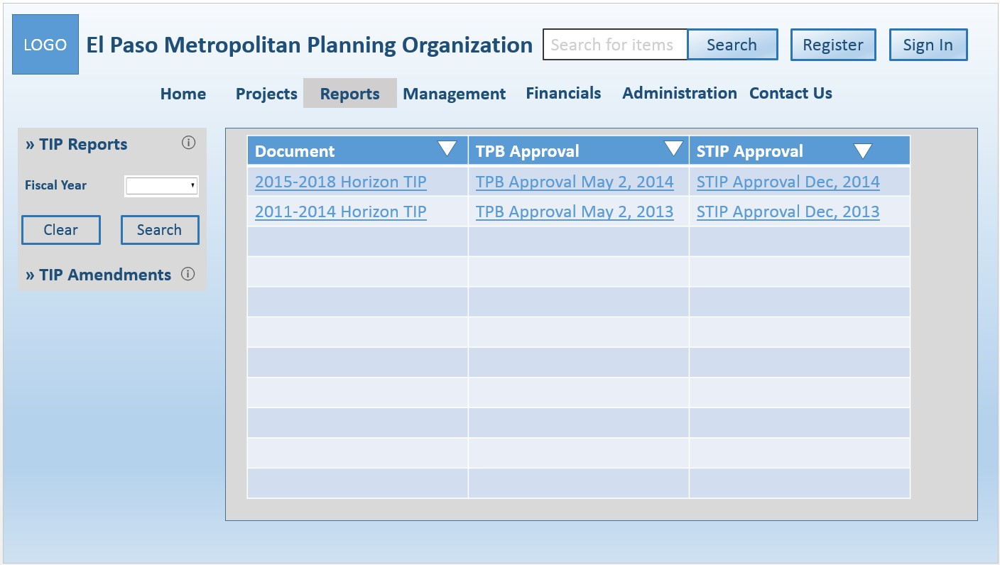 LOGO El Paso Metropolitan Planning Organization Search for items Search Register Sign In
Home Projects Reports Management Financials Administration Contact Us
» TIP Reports
Fiscal Year
Clear Search
» TIP Amendments
Document TPB Approval STIP Approval
2015-2018 Horizon TIP TPB Approval May 2, 2014 STIP Approval Dec, 2014
2011-2014 Horizon TIP TPB Approval May 2, 2013 STIP Approval Dec, 2013